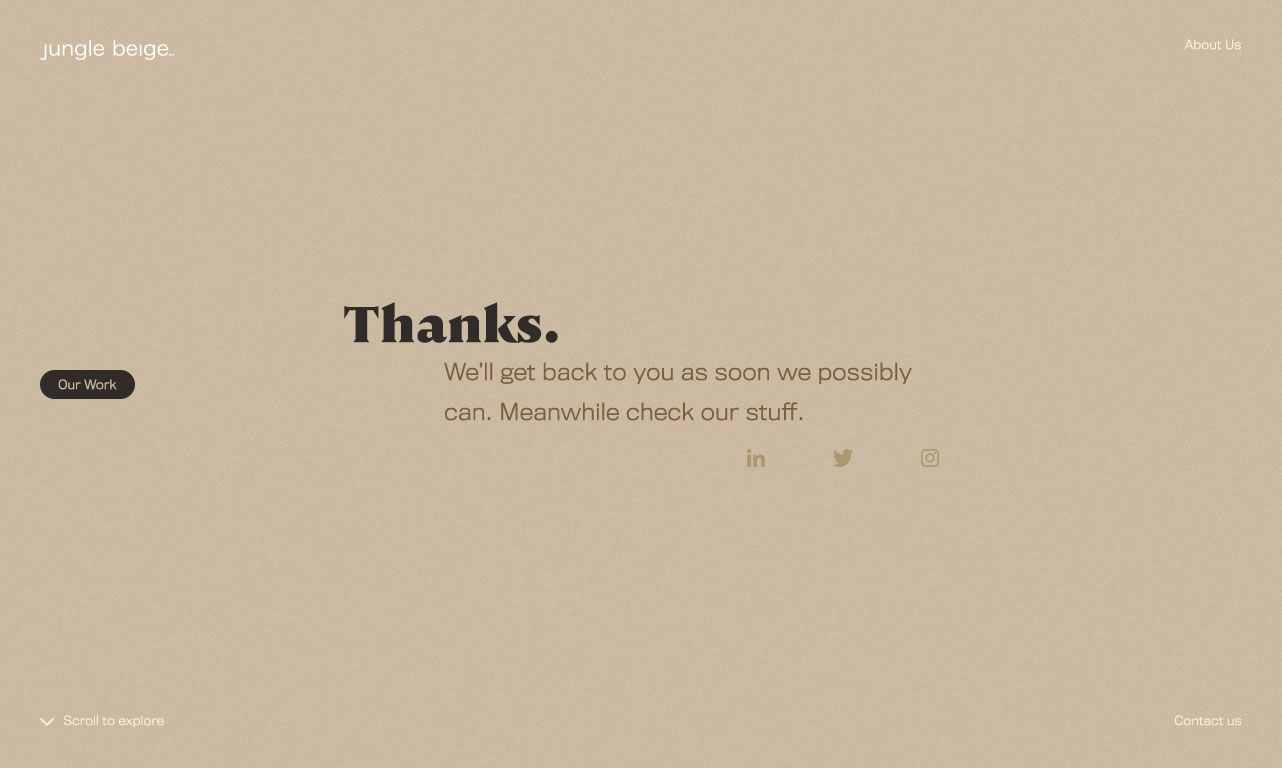 jungle beige..
About Us
Thanks.
We'll get back to you as soon we possibly
can. Meanwhile check our stuff.
Our Work
in
Scroll to explore
Contact us